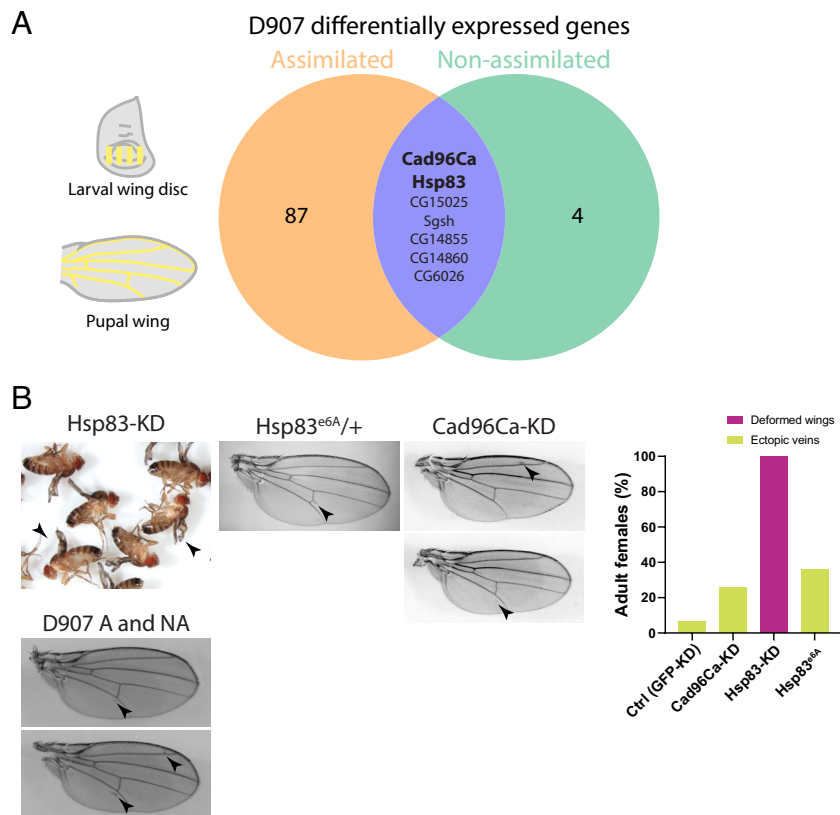 A
D907 differentially expressed genes
Assimilated
Non-assimilated
Larval wing disc
Pupal wing
87
Cad96Ca
Hsp83
CG15025
Sgsh
CG14855
CG14860
CG6026
4
B
Hsp83-KD
Hsp83e6A/+
Cad96Ca-KD
D907 A and NA
Deformed wings
Ectopic veins
Adult females (%)
100
80
60
40
20
0
Ctrl (GFP-KD)
Cad96Ca-KD
Hsp83-KD
Hsp83e6A